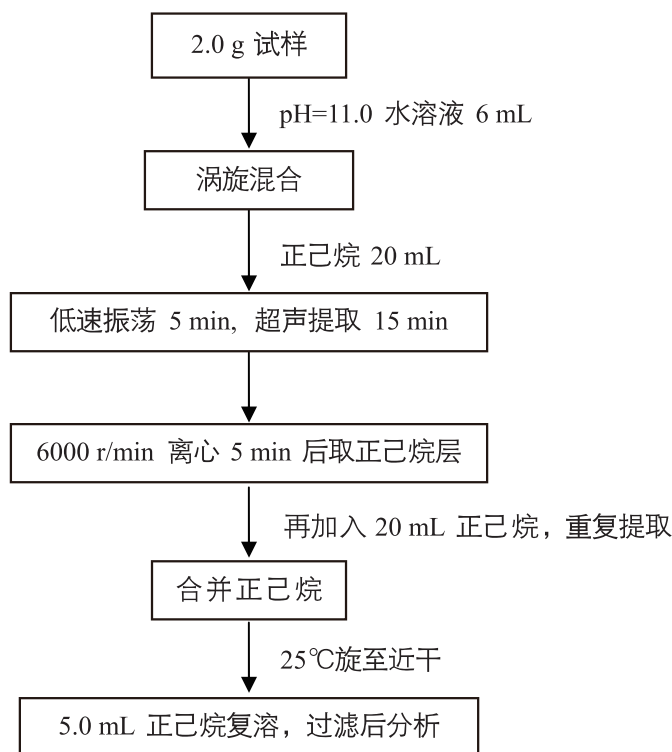 2.0 g 试样
pH=11.0 水溶液 6 mL
涡旋混合
正己烷 20 mL
低速振荡 5 min, 超声提取 15 min
6000 r/min 离心 5 min 后取正己烷层
再加入 20 mL 正己烷，重复提取
合并正己烷
25℃旋至近干
5.0 mL 正己烷复溶，过滤后分析